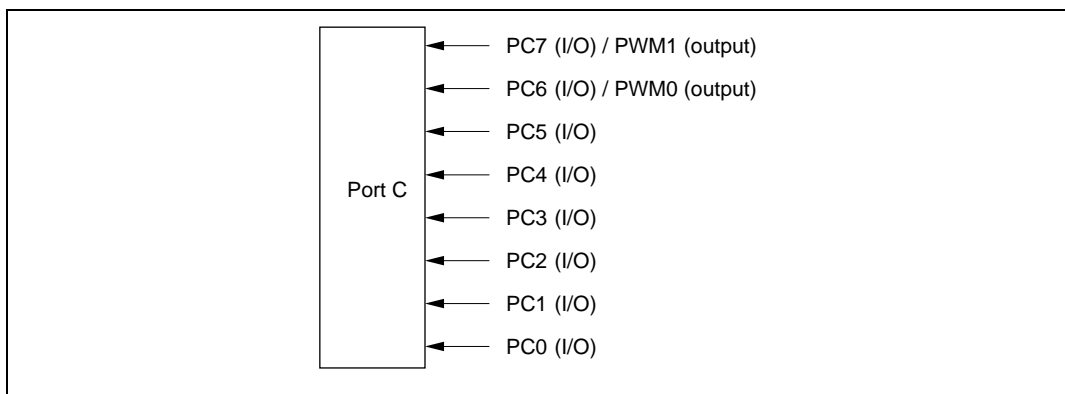 Port C
PC7 (I/O) / PWM1 (output)
PC6 (I/O) / PWM0 (output)
PC5 (I/O)
PC4 (I/O)
PC3 (I/O)
PC2 (I/O)
PC1 (I/O)
PC0 (I/O)